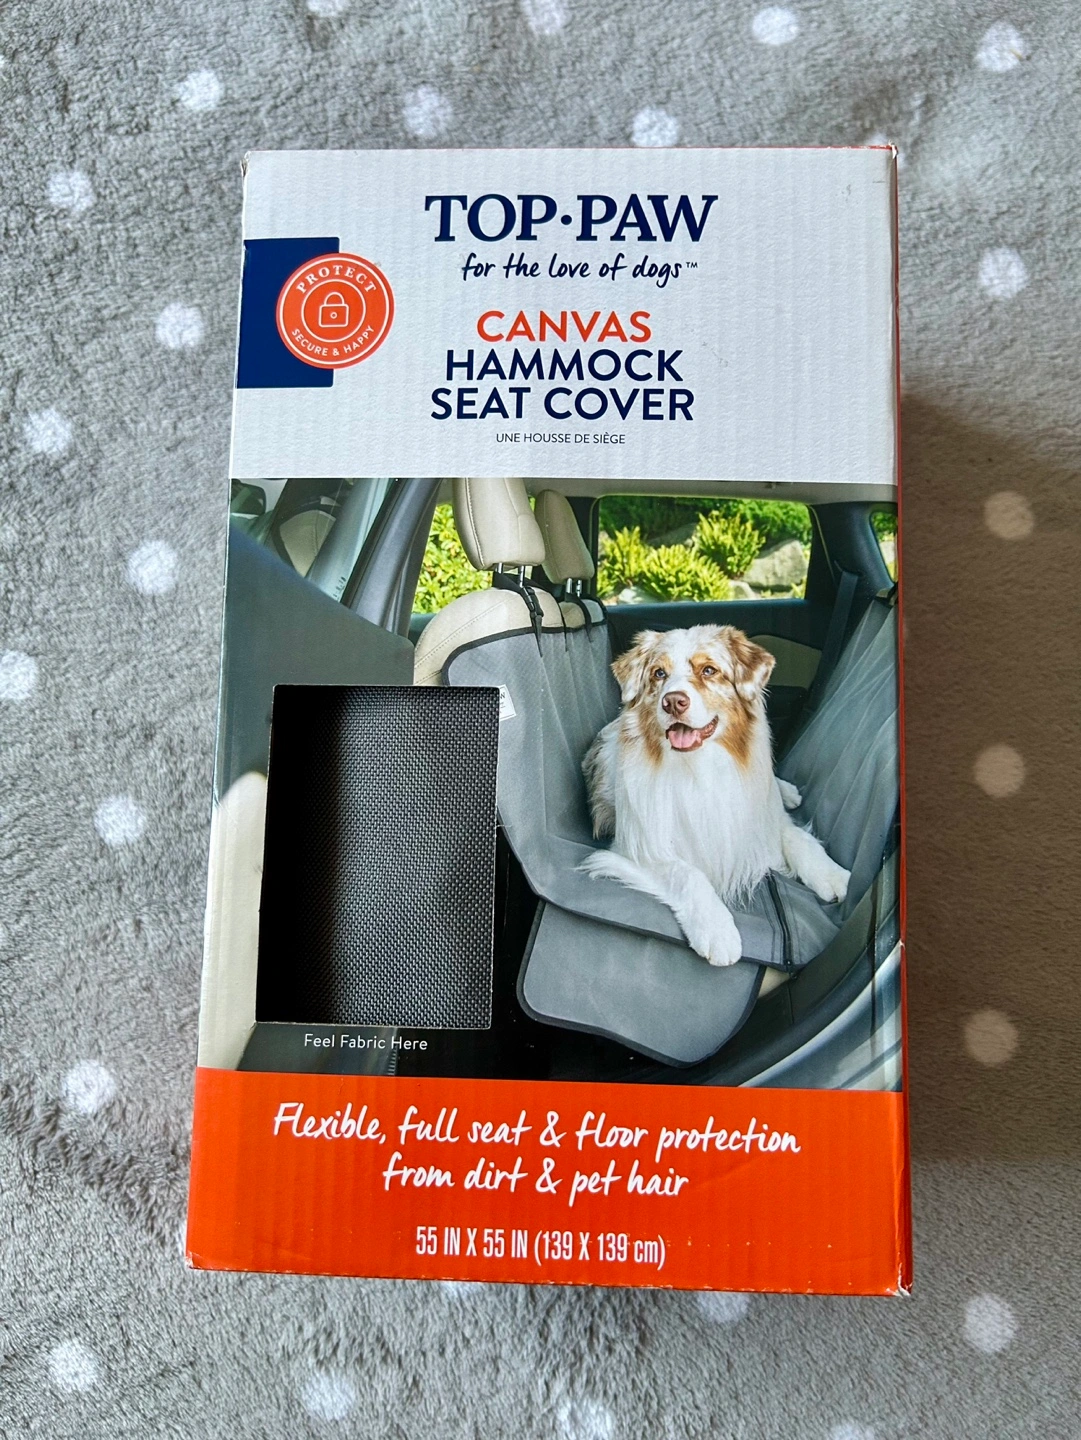 TOP·PAW
for the love of dogs™
PROTECT
SECURE & HAPPY
CANVAS
HAMMOCK
SEAT COVER
UNE HOUSSE DE SIÈGE
Feel Fabric Here
Flexible, full seat & floor protection
from dirt & pet hair
55 IN X 55 IN (139 X 139 cm)